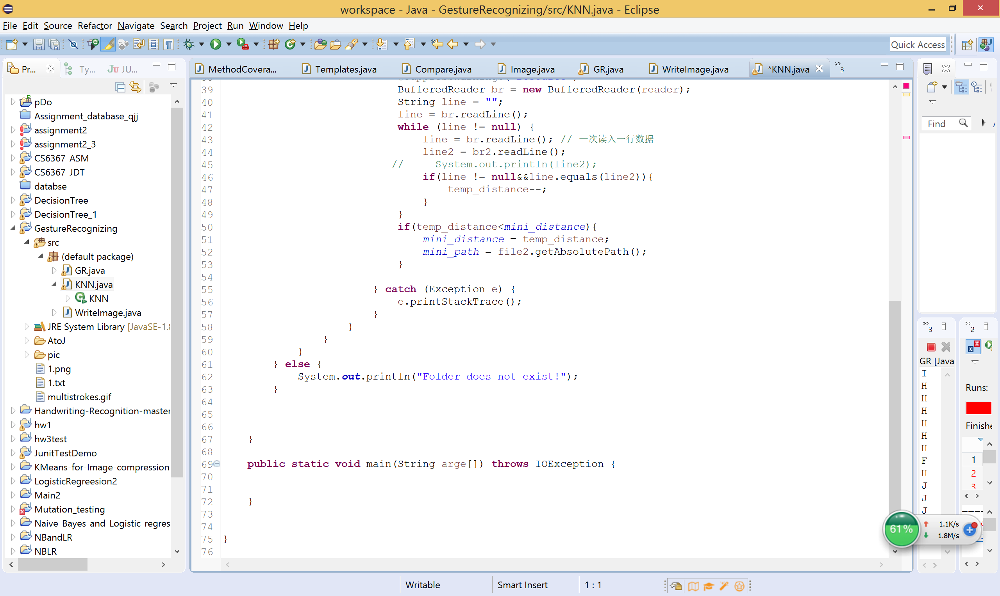 workspace - Java - GestureRecognizing/src/KNN.java - Eclipse
File Edit Source Refactor Navigate Search Project Run Window Help
Quick Access
Pr...
Ty...
JU JU...
MethodCovera...
Templates.java
Compare.java
Image.java
GR.java
WriteImage.java
*KNN.java
3
pDo
Assignment_database_qjj
assignment2
assignment2_3
CS6367-ASM
CS6367-JDT
databse
DecisionTree
DecisionTree_1
GestureRecognizing
src
(default package)
GR.java
KNN.java
KNN
WriteImage.java
JRE System Library [JavaSE-1.8
AtoJ
pic
1.png
1.txt
multistrokes.gif
Handwriting-Recognition-master
hw1
hw3test
JunitTestDemo
KMeans-for-Image-compression
LogisticRegreesion2
Main2
Mutation_testing
Naive-Bayes-and-Logistic-regres
NBandLR
NBLR
39 BufferedReader br = new BufferedReader(reader);
40 String line = "";
41 line = br.readLine();
42 while (line != null) {
43 line = br.readLine(); // 一次读入一行数据
44 line2 = br2.readLine();
45 // System.out.println(line2);
46 if(line != null&&line.equals(line2)){
47 temp_distance--;
48 }
49 }
50 if(temp_distance<mini_distance){
51 mini_distance = temp_distance;
52 mini_path = file2.getAbsolutePath();
53 }
54
55 } catch (Exception e) {
56 e.printStackTrace();
57 }
58 }
59 }
60 }
61 } else {
62 System.out.println("Folder does not exist!");
63 }
64
65
66
67 }
68
69 public static void main(String arge[]) throws IOException {
70
71
72 }
73
74
75 }
76
Find
3
2
GR [Java
I
H
H
H
H
H
H
F
H
J
J
J
Runs:
Finishe
1
2
3
====
61%
1.1K/s
1.8M/s
Writable
Smart Insert
1 : 1